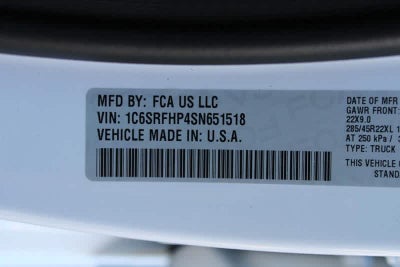 MFD BY: FCA US LLC
VIN: 1C6SRFHP4SN651518
VEHICLE MADE IN U.S.A.
DATE OF MFR
GAWR FRONT:
22X9.0
285/45R22XL 1
AT 250 kPa /
TYPE: TRUCK
THIS VEHICLE
STAND